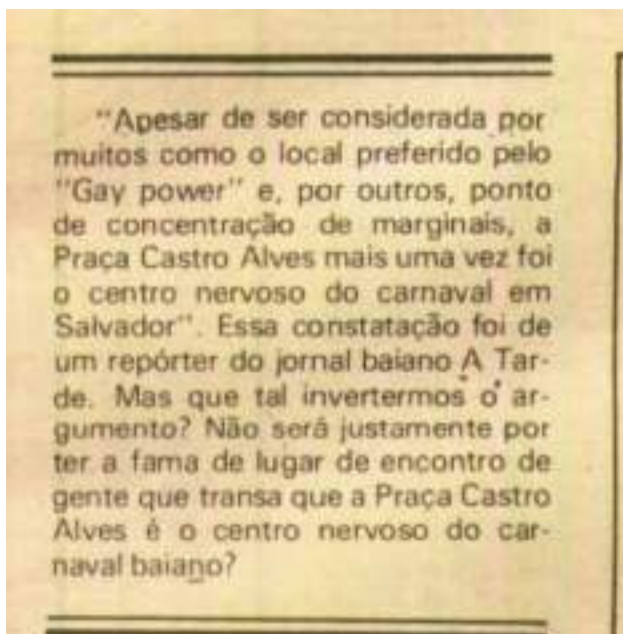 "Apesar de ser considerada por
muitos como o local preferido pelo
"Gay power" e, por outros, ponto
de concentração de marginais, a
Praça Castro Alves mais uma vez foi
o centro nervoso do carnaval em
Salvador". Essa constatação foi de
um repórter do jornal baiano A Tar-
de. Mas que tal invertermos o ar-
gumento? Não será justamente por
ter a fama de lugar de encontro de
gente que transa que a Praça Castro
Alves é o centro nervoso do car-
naval baiano?